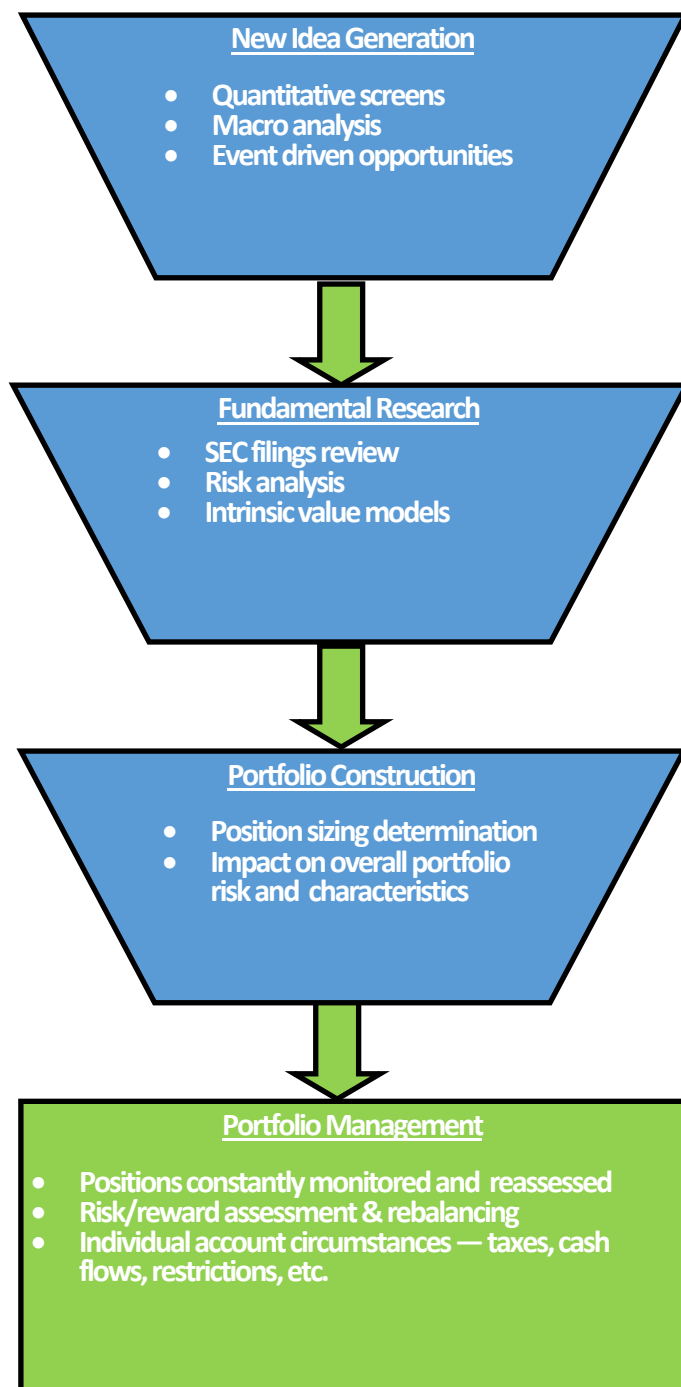 New Idea Generation
• Quantitative screens
• Macro analysis
• Event driven opportunities
Fundamental Research
• SEC filings review
• Risk analysis
• Intrinsic value models
Portfolio Construction
• Position sizing determination
• Impact on overall portfolio
risk and characteristics
Portfolio Management
• Positions constantly monitored and reassessed
• Risk/reward assessment & rebalancing
• Individual account circumstances — taxes, cash
flows, restrictions, etc.